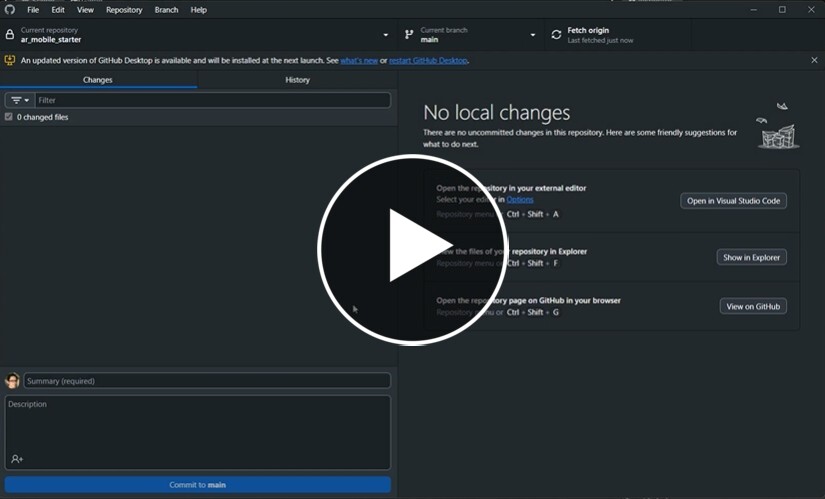 File Edit View Repository Branch Help
Current repository
ar_mobile_starter
Current branch
main
Fetch origin
Last fetched just now
An updated version of GitHub Desktop is available and will be installed at the next launch. See what's new or restart GitHub Desktop.
Changes
History
Filter
0 changed files
No local changes
There are no uncommitted changes in this repository. Here are some friendly suggestions for
what to do next.
Open the repository in your external editor
Select your editor in Options
Repository menu or Ctrl + Shift + A
Open in Visual Studio Code
View the files of your repository in Explorer
Repository menu or Ctrl + Shift + F
Show in Explorer
Open the repository page on GitHub in your browser
Repository menu or Ctrl + Shift + G
View on GitHub
Summary (required)
Description
Commit to main